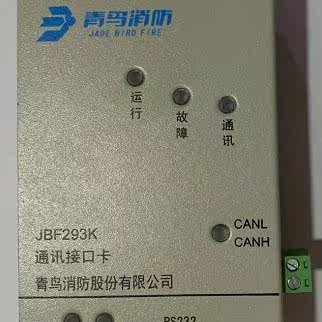 青鸟消防
JADE BIRD FIRE
运行 故障 通讯
CANL
CANH
JBF293K
通讯接口卡
青鸟消防股份有限公司
RS232